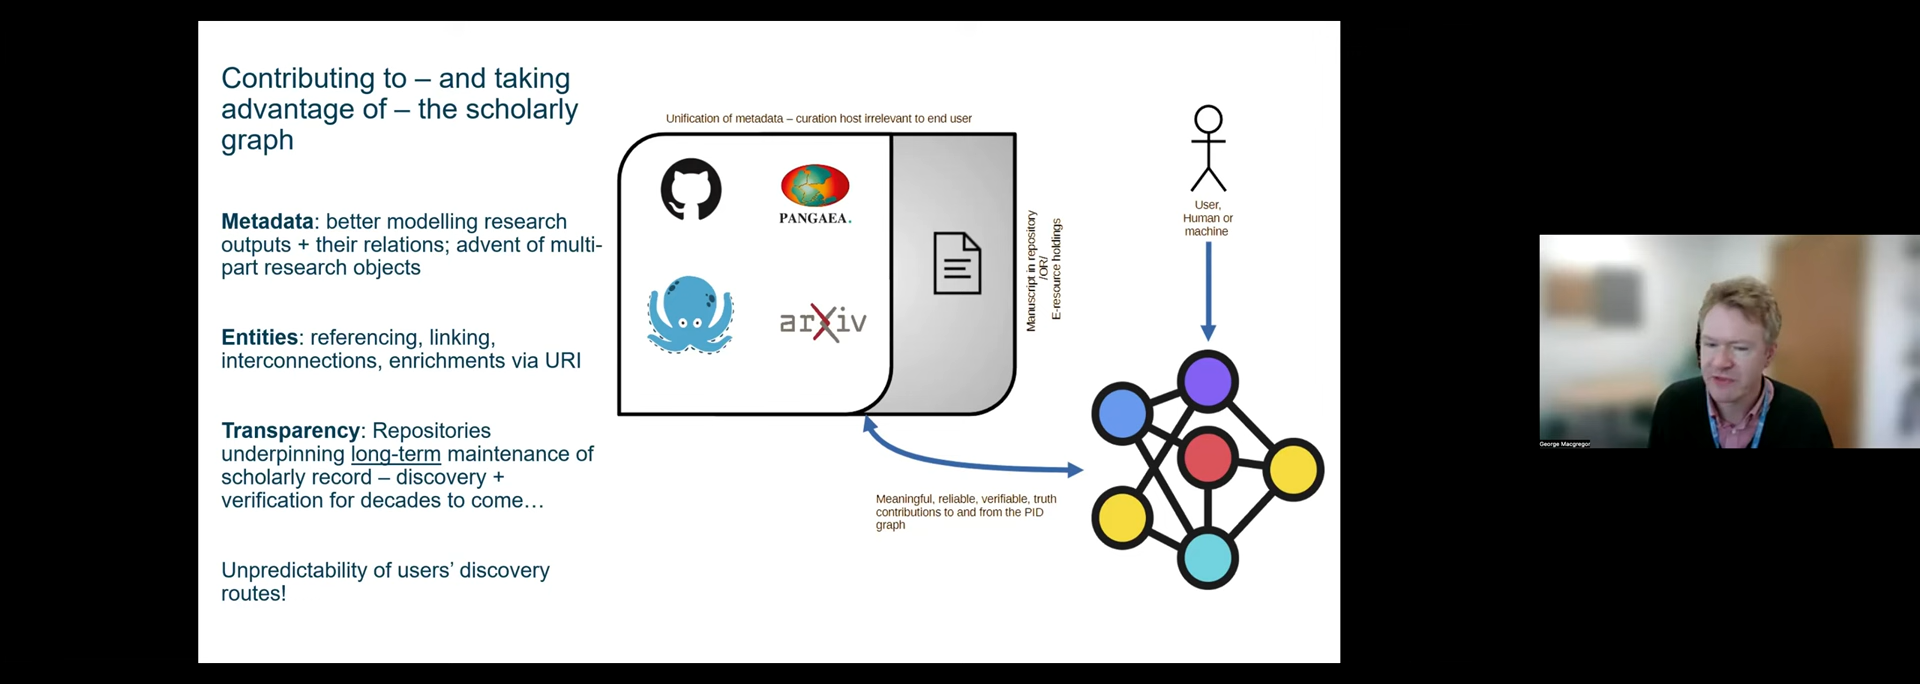 Contributing to – and taking
advantage of – the scholarly
graph
Metadata: better modelling research
outputs + their relations; advent of multi-
part research objects
Entities: referencing, linking,
interconnections, enrichments via URI
Transparency: Repositories
underpinning long-term maintenance of
scholarly record – discovery +
verification for decades to come…
Unpredictability of users’ discovery
routes!
Unification of metadata – curation host irrelevant to end user
PANGAEA.
arXiv
Manuscript in repository
/OR/
E-resource holdings
User,
Human or
machine
Meaningful, reliable, verifiable, truth
contributions to and from the PID
graph
George Macgregor